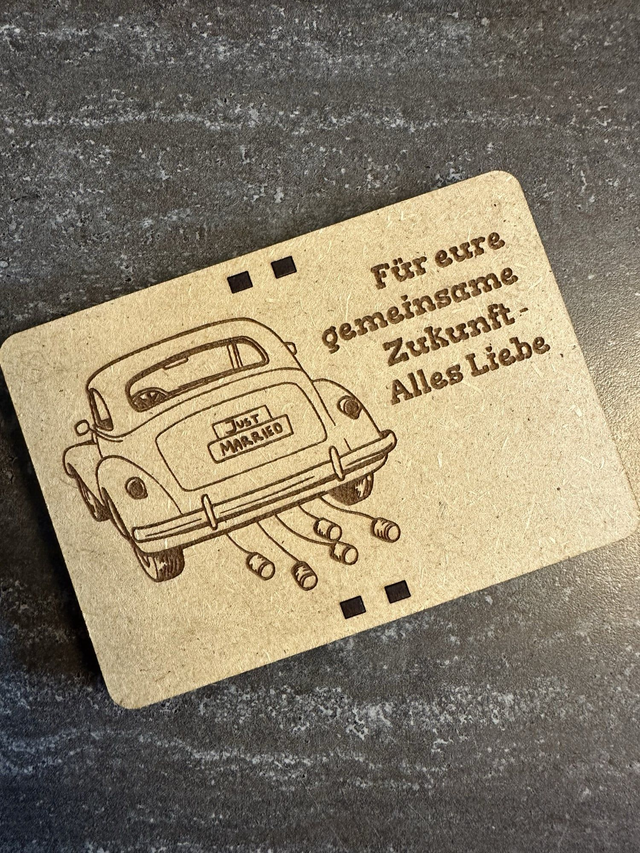 Für eure
gemeinsame
Zukunft -
Alles Liebe
JUST
MARRIED